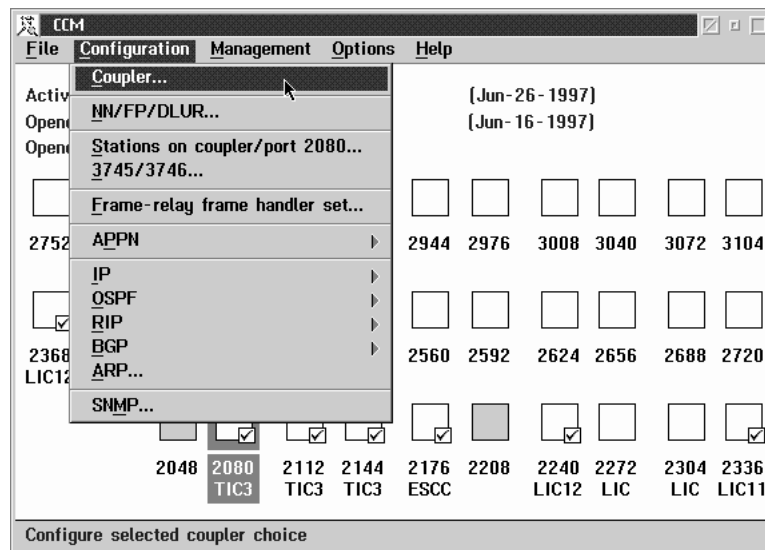 CCM
File Configuration Management Options Help
Coupler...
Activ (Jun-26-1997)
NN/FP/DLUR...
Opene (Jun-16-1997)
Opene
Stations on coupler/port 2080...
3745/3746...
Frame-relay frame handler set...
2752 APPN 2944 2976 3008 3040 3072 3104
IP
OSPF
RIP
BGP
2368 2560 2592 2624 2656 2688 2720
ARP...
LIC12
SNMP...
2048 2080 2112 2144 2176 2208 2240 2272 2304 2336
TIC3 TIC3 TIC3 ESCC LIC12 LIC LIC LIC11
Configure selected coupler choice